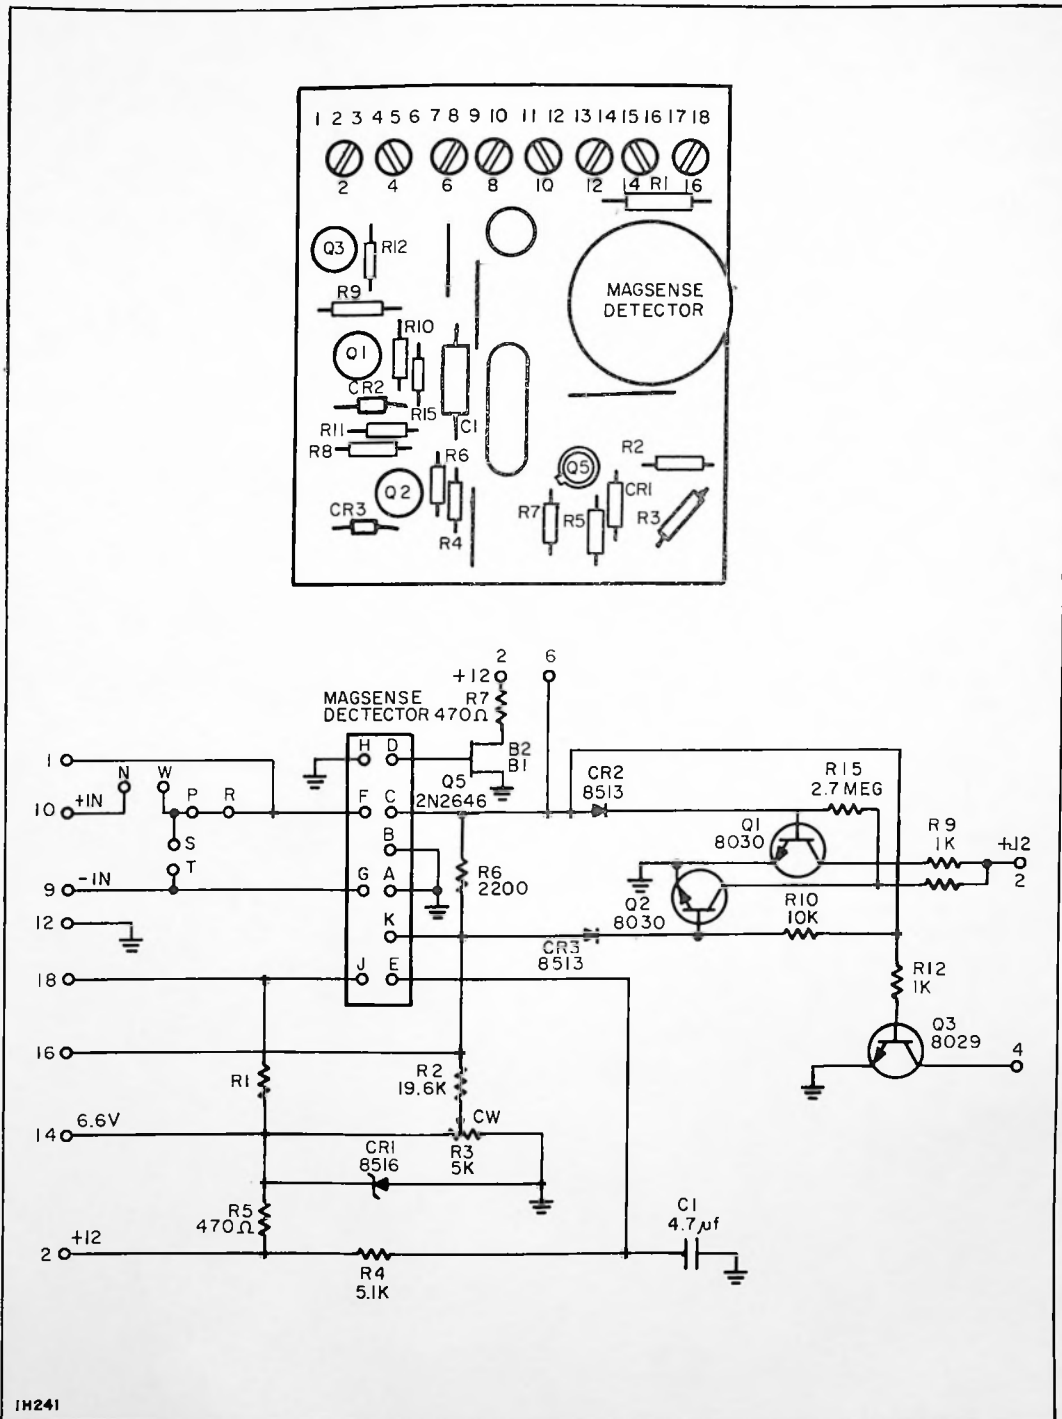 1 2 3 4 5 6 7 8 9 10 11 12 13 14 15 16 17 18
2 4 6 8 10 12 14 R1 16
Q3
R12
MAGSENSE
DETECTOR
R9
R10
Q1
CR2
R15
R11
C1
R8
R6
R2
Q5
Q2
CR1
CR3
R7
R5
R3
R4
2
6
+12
MAGSENSE
DECTECTOR
R7
470Ω
H
D
B2
B1
1
N
W
Q5
2N2646
CR2
8513
R15
2.7 MEG
10
+IN
P
R
F
C
Q1
8030
R9
1K
+12
2
S
B
T
9
-IN
G
A
R6
2200
Q2
8030
R10
10K
12
K
CR3
8513
18
J
E
R12
1K
Q3
8029
4
16
R1
R2
19.6K
CW
14
6.6V
R3
5K
CR1
8516
R5
470Ω
C1
4.7µf
2
+12
R4
5.1K
1H241